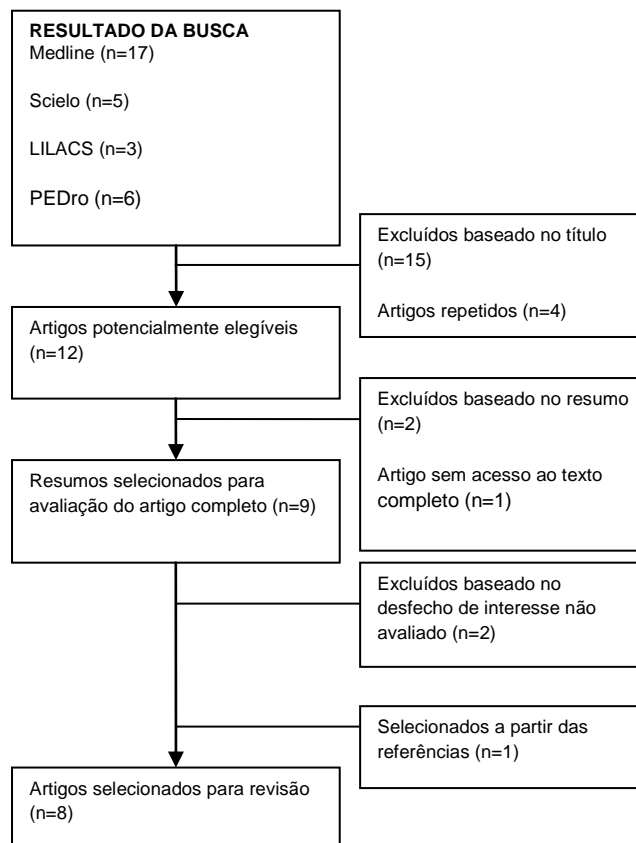 RESULTADO DA BUSCA
Medline (n=17)
Scielo (n=5)
LILACS (n=3)
PEDro (n=6)
Excluídos baseado no título
(n=15)
Artigos repetidos (n=4)
Artigos potencialmente elegíveis
(n=12)
Excluídos baseado no resumo
(n=2)
Artigo sem acesso ao texto
completo (n=1)
Resumos selecionados para
avaliação do artigo completo (n=9)
Excluídos baseado no
desfecho de interesse não
avaliado (n=2)
Selecionados a partir das
referências (n=1)
Artigos selecionados para revisão
(n=8)